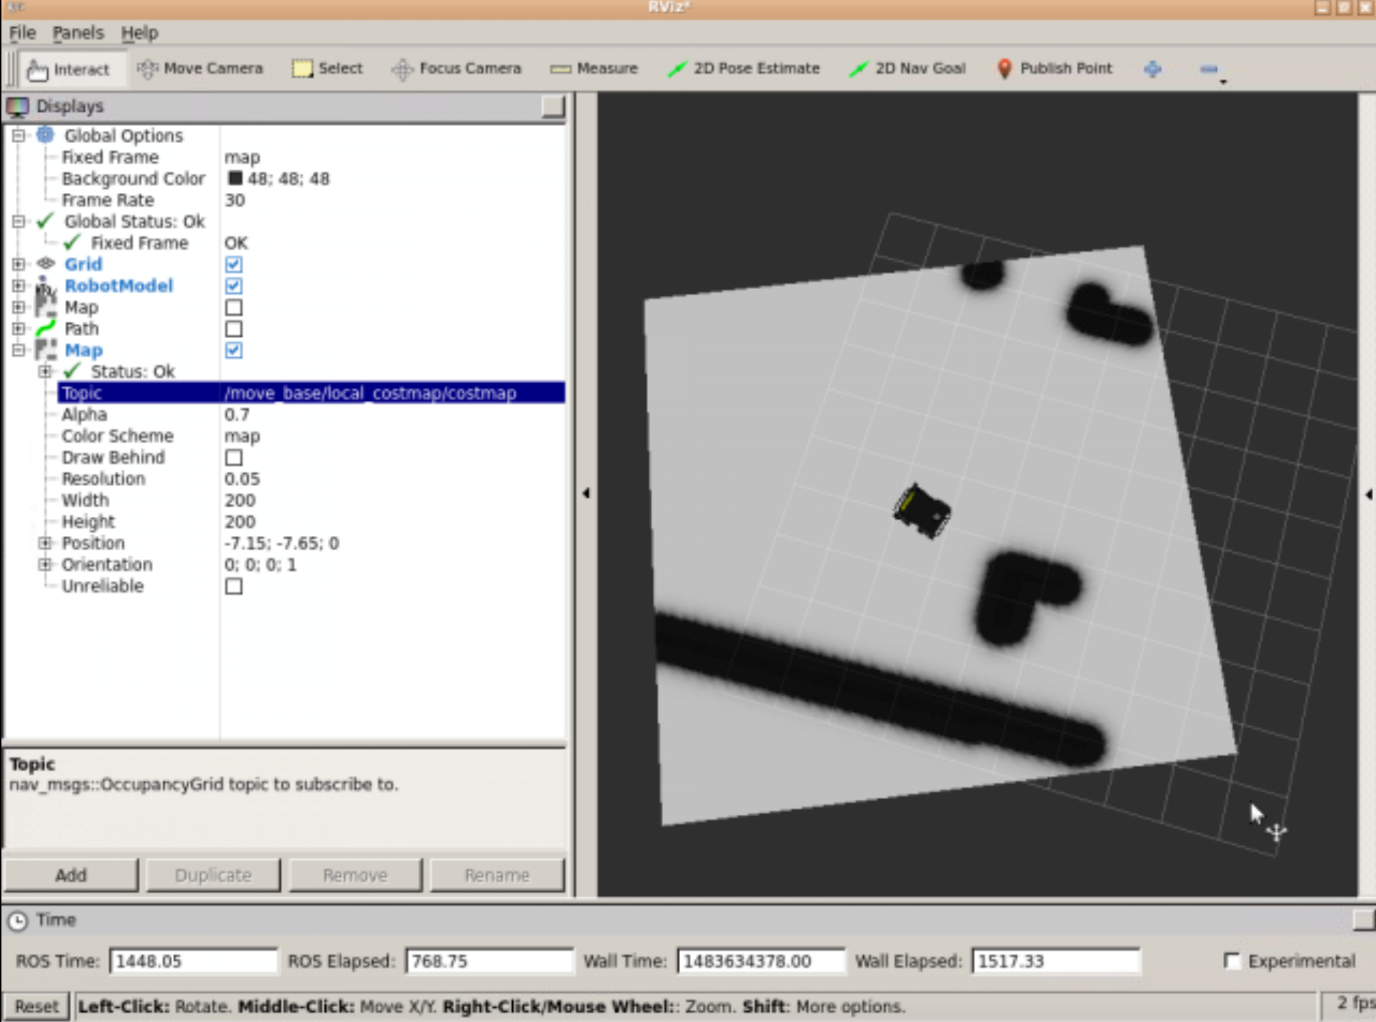 RViz*
File Panels Help
Interact Move Camera Select Focus Camera Measure 2D Pose Estimate 2D Nav Goal Publish Point
Displays
Global Options
Fixed Frame map
Background Color 48; 48; 48
Frame Rate 30
Global Status: Ok
Fixed Frame OK
Grid
RobotModel
Map
Path
Map
Status: Ok
Topic /move_base/local_costmap/costmap
Alpha 0.7
Color Scheme map
Draw Behind
Resolution 0.05
Width 200
Height 200
Position -7.15; -7.65; 0
Orientation 0; 0; 0; 1
Unreliable
Topic
nav_msgs::OccupancyGrid topic to subscribe to.
Add Duplicate Remove Rename
Time
ROS Time: 1448.05 ROS Elapsed: 768.75 Wall Time: 1483634378.00 Wall Elapsed: 1517.33 Experimental
Reset Left-Click: Rotate. Middle-Click: Move X/Y. Right-Click/Mouse Wheel:: Zoom. Shift: More options. 2 fps